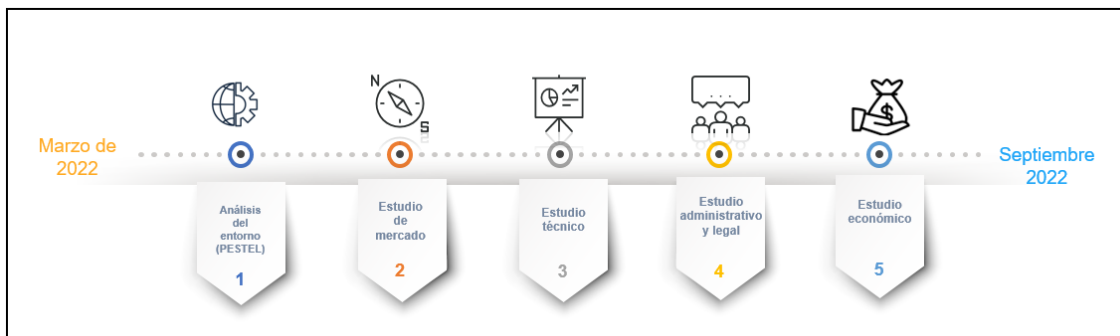 N
S
Marzo de
2022
Septiembre
2022
Análisis
del
entorno
(PESTEL)
1
Estudio
de
mercado
2
Estudio
técnico
3
Estudio
administrativo
y legal
4
$
Estudio
económico
5